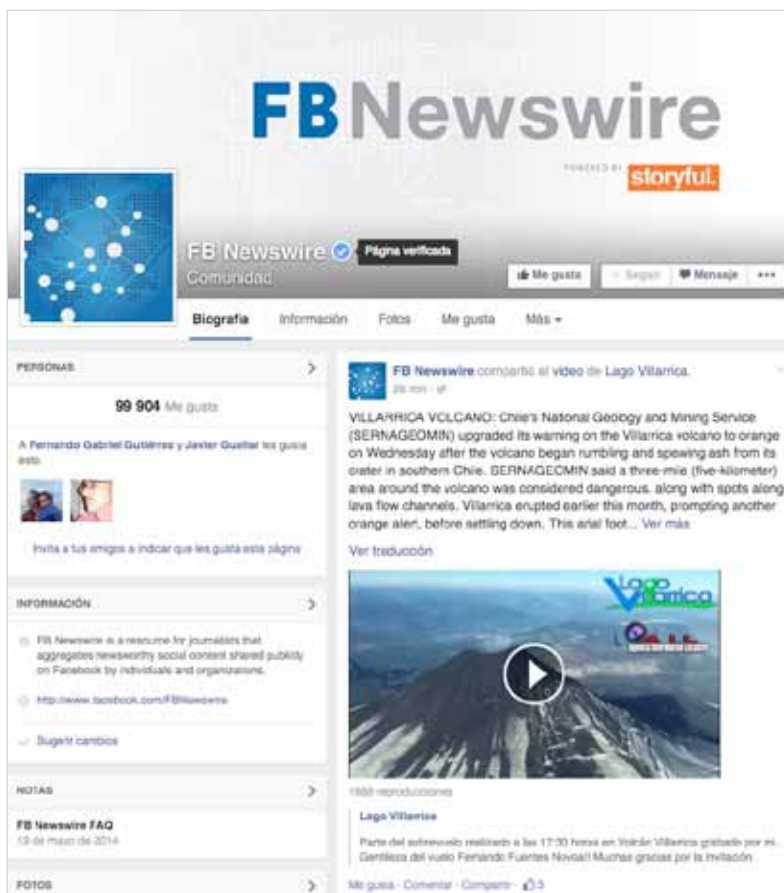 FBNewswire
POWERED BY storyful.
FB Newswire Página verificada
Comunidad
Me gusta Seguir Mensaje
Biografía Información Fotos Me gusta Más
PERSONAS
99 904 Me gusta
A Fernando Gabriel Gutiérrez y Javier Gustter les gusta
esto.
Invita a tus amigos a indicar que les gusta esta página
INFORMACIÓN
FB Newswire is a resource for journalists that
aggregates newsworthy social content shared publicly
on Facebook by individuals and organizations.
http://www.facebook.com/FBNewswire
Sugerir cambios
NOTAS
FB Newswire FAQ
de mayo de 2014
FOTOS
FB Newswire compartió el video de Lago Villarrica.
min
VILLARRICA VOLCANO: Chile's National Geology and Mining Service
(SERNAGEOMIN) upgraded its warning on the Villarrica volcano to orange
on Wednesday after the volcano began rumbling and spewing ash from its
crater in southern Chile. SERNAGEOMIN said a three-mile (five-kilometer)
area around the volcano was considered dangerous, along with spots along
lava flow channels. Villarrica erupted earlier this month, prompting another
orange alert, before settling down. This arial foot... Ver más
Ver traducción
Lago
Villarrica
reproducciones
Lago Villarrica
Parte del sobrevuelo realizado a las 17:30 horas en Volcán Villarrica grabado por mi.
Gentileza del vuelo Fernando Fuentes Novoa!! Muchas gracias por la invitación
Me gusta · Comentar · Compartir · 5